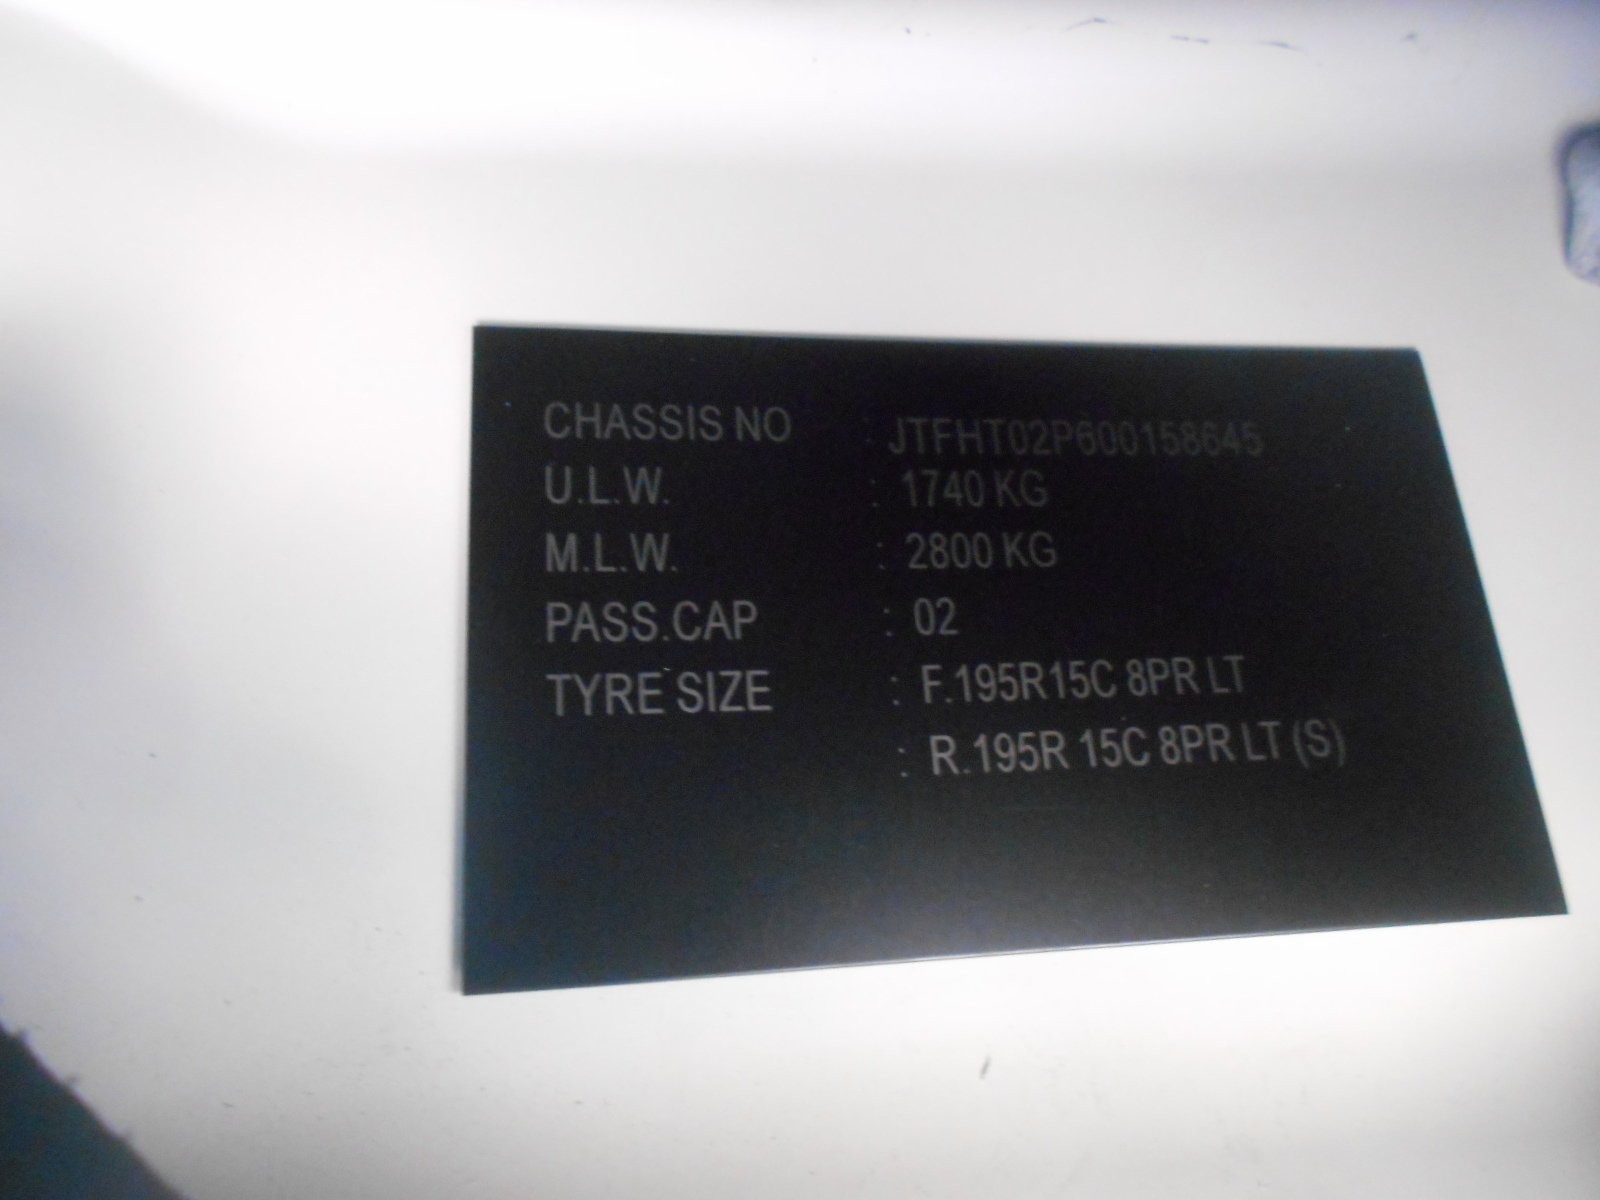 CHASSIS NO : JTFHT02P600158645
U.L.W. : 1740 KG
M.L.W. : 2800 KG
PASS.CAP : 02
TYRE SIZE : F.195R15C 8PR LT
: R.195R 15C 8PR LT (S)